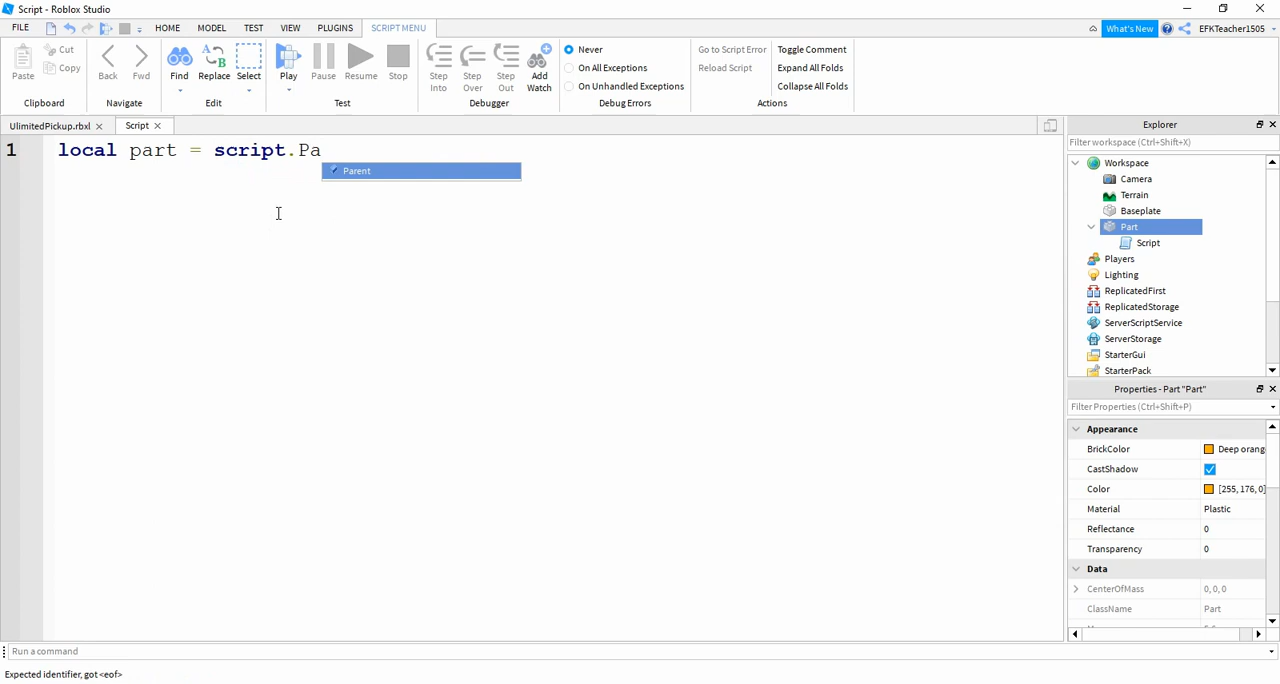 Script - Roblox Studio
FILE HOME MODEL TEST VIEW PLUGINS SCRIPT MENU What's New EFKTeacher1505
Paste Cut Copy Back Fwd Find Replace Select Play Pause Resume Stop Step Into Step Over Step Out Add Watch
Never
On All Exceptions
On Unhandled Exceptions
Go to Script Error
Reload Script
Toggle Comment
Expand All Folds
Collapse All Folds
Clipboard Navigate Edit Test Debugger Debug Errors Actions
UlimitedPickup.rbxl Script
1 local part = script.Pa
Parent
Explorer
Filter workspace (Ctrl+Shift+X)
Workspace
Camera
Terrain
Baseplate
Part
Script
Players
Lighting
ReplicatedFirst
ReplicatedStorage
ServerScriptService
ServerStorage
StarterGui
StarterPack
Properties - Part "Part"
Filter Properties (Ctrl+Shift+P)
Appearance
BrickColor Deep orang
CastShadow
Color [255, 176, 0]
Material Plastic
Reflectance 0
Transparency 0
Data
CenterOfMass 0, 0, 0
ClassName Part
Run a command
Expected identifier, got <eof>